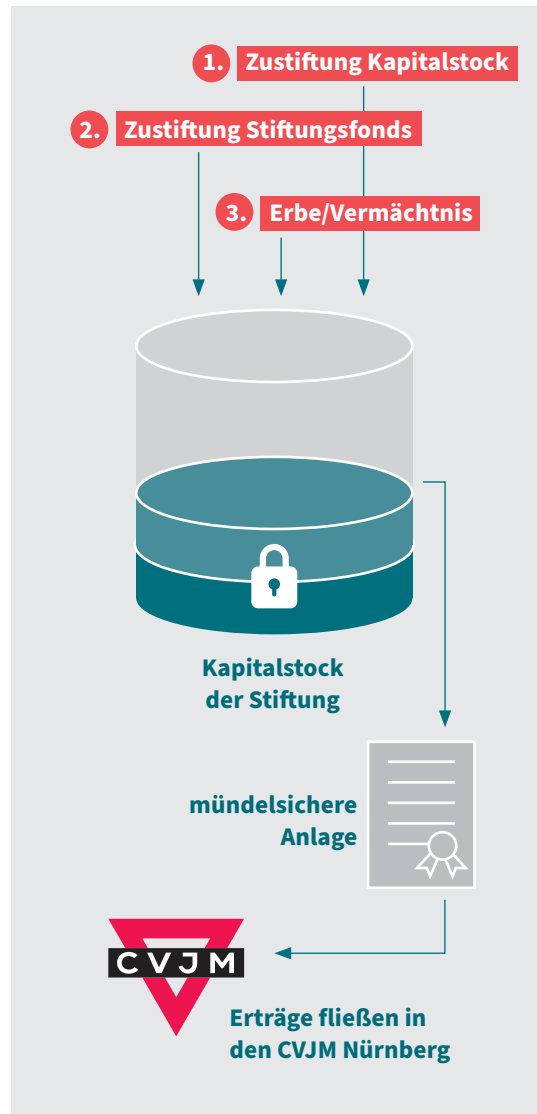 1. Zustiftung Kapitalstock
2. Zustiftung Stiftungsfonds
3. Erbe/Vermächtnis
Kapitalstock
der Stiftung
mündelsichere
Anlage
CVJM
Erträge fließen in
den CVJM Nürnberg